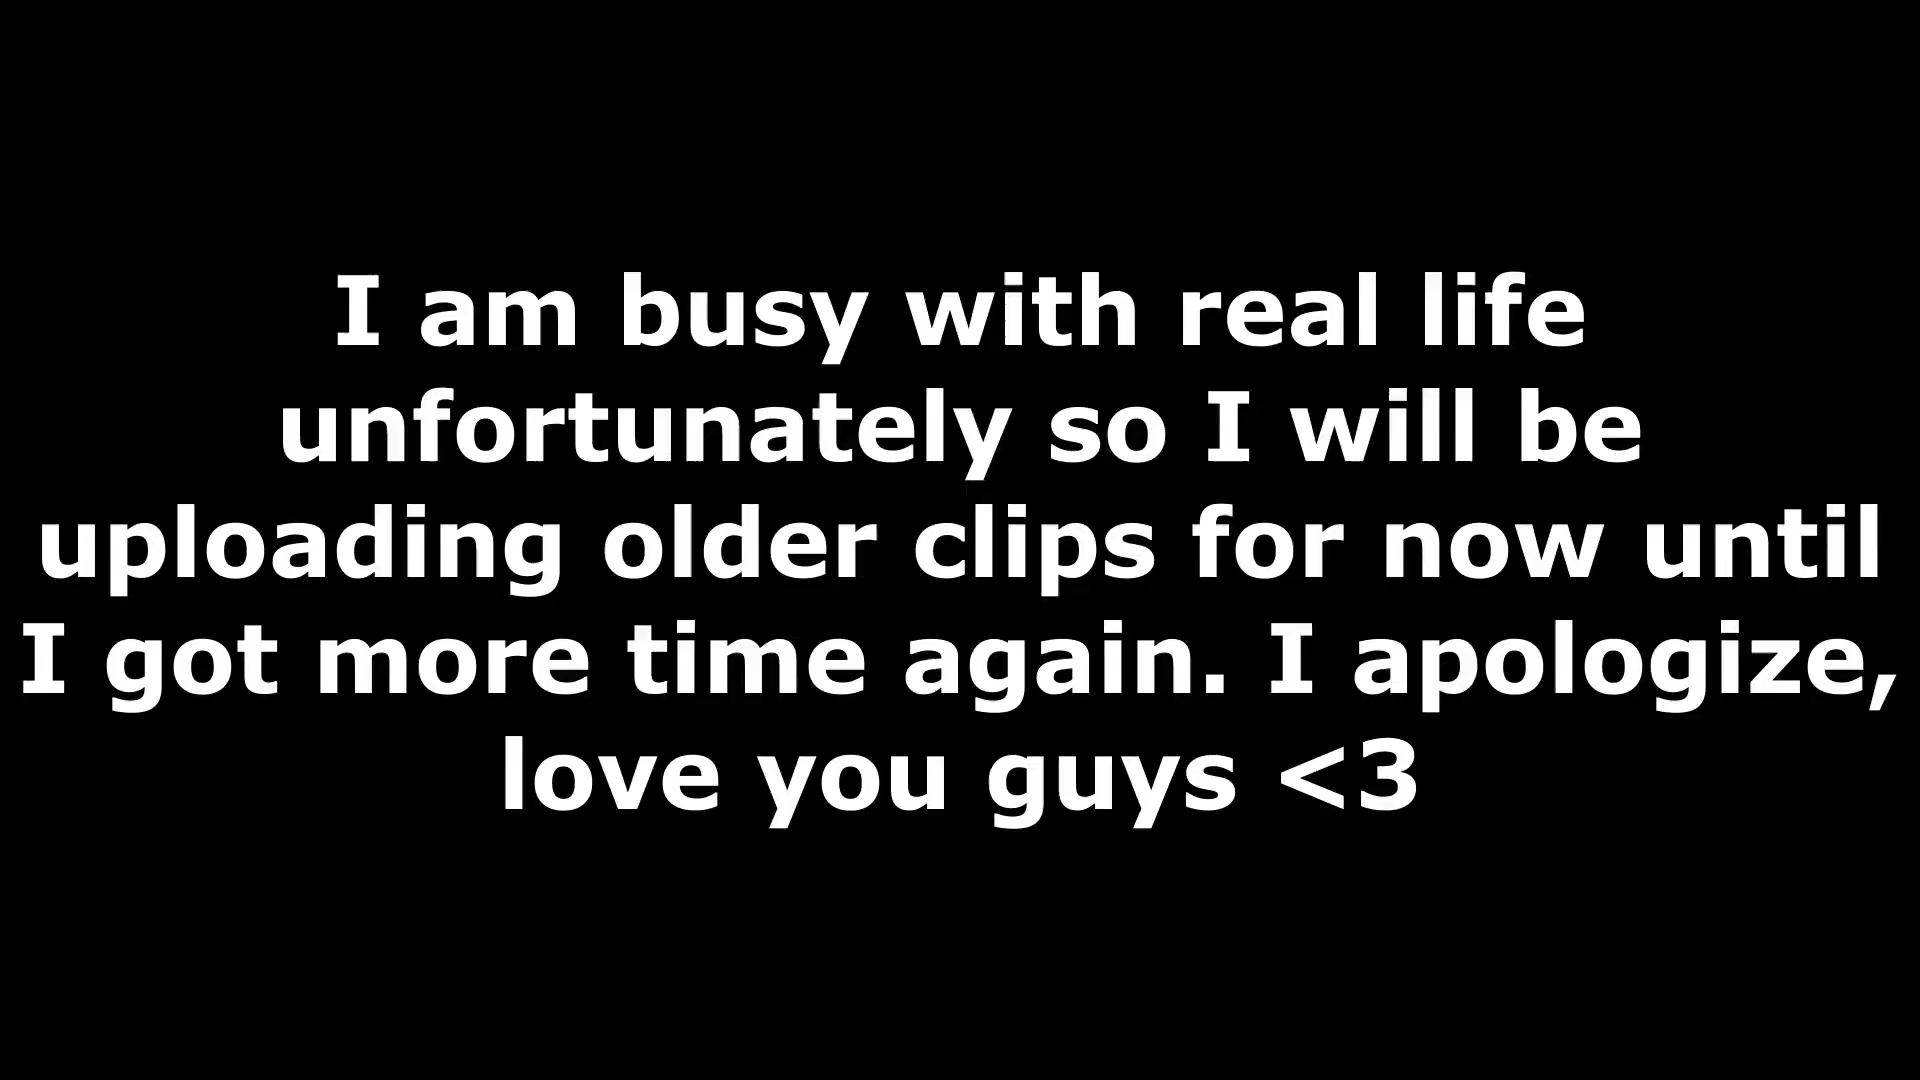 I am busy with real life
unfortunately so I will be
uploading older clips for now until
I got more time again. I apologize,
love you guys <3